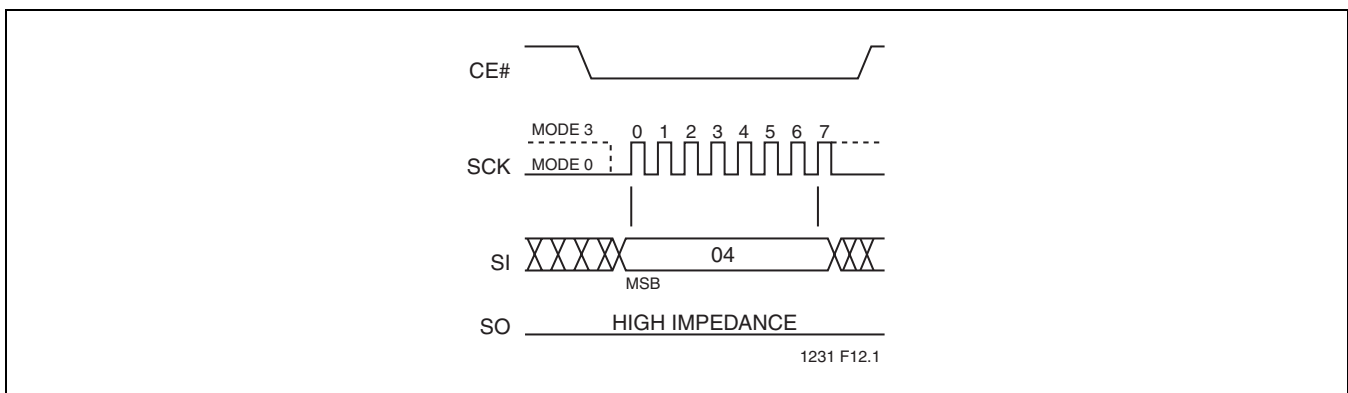 CE#
MODE 3
0 1 2 3 4 5 6 7
SCK
MODE 0
SI
04
MSB
SO
HIGH IMPEDANCE
1231 F12.1